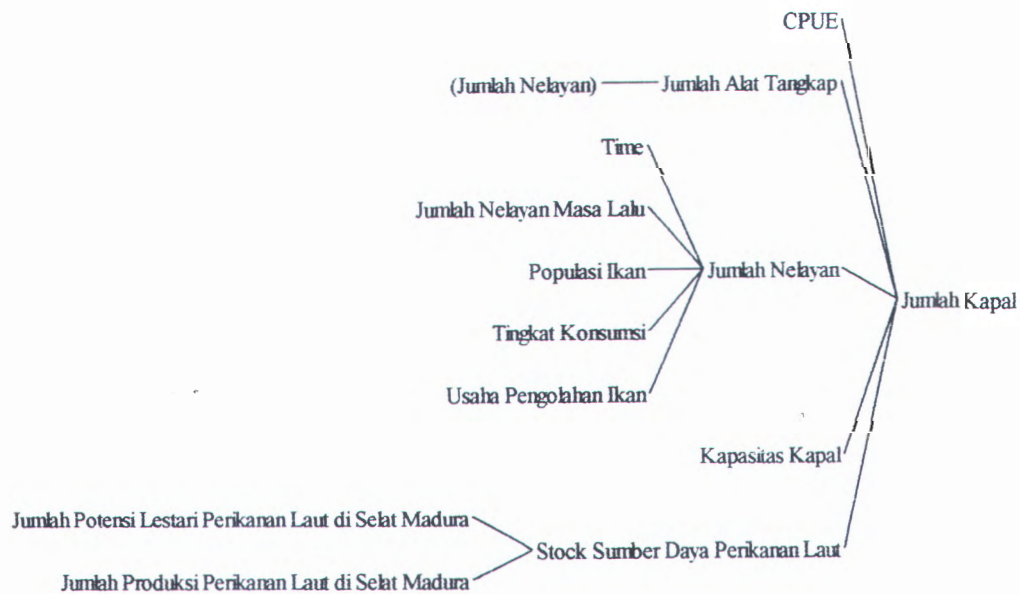 CPUE
(Jumlah Nelayan) Jumlah Alat Tangkap
Time
Jumlah Nelayan Masa Lalu
Populasi Ikan Jumlah Nelayan
Jumlah Kapal
Tingkat Konsumsi
Usaha Pengolahan Ikan
Kapasitas Kapal
Jumlah Potensi Lestari Perikanan Laut di Selat Madura
Stock Sumber Daya Perikanan Laut
Jumlah Produksi Perikanan Laut di Selat Madura